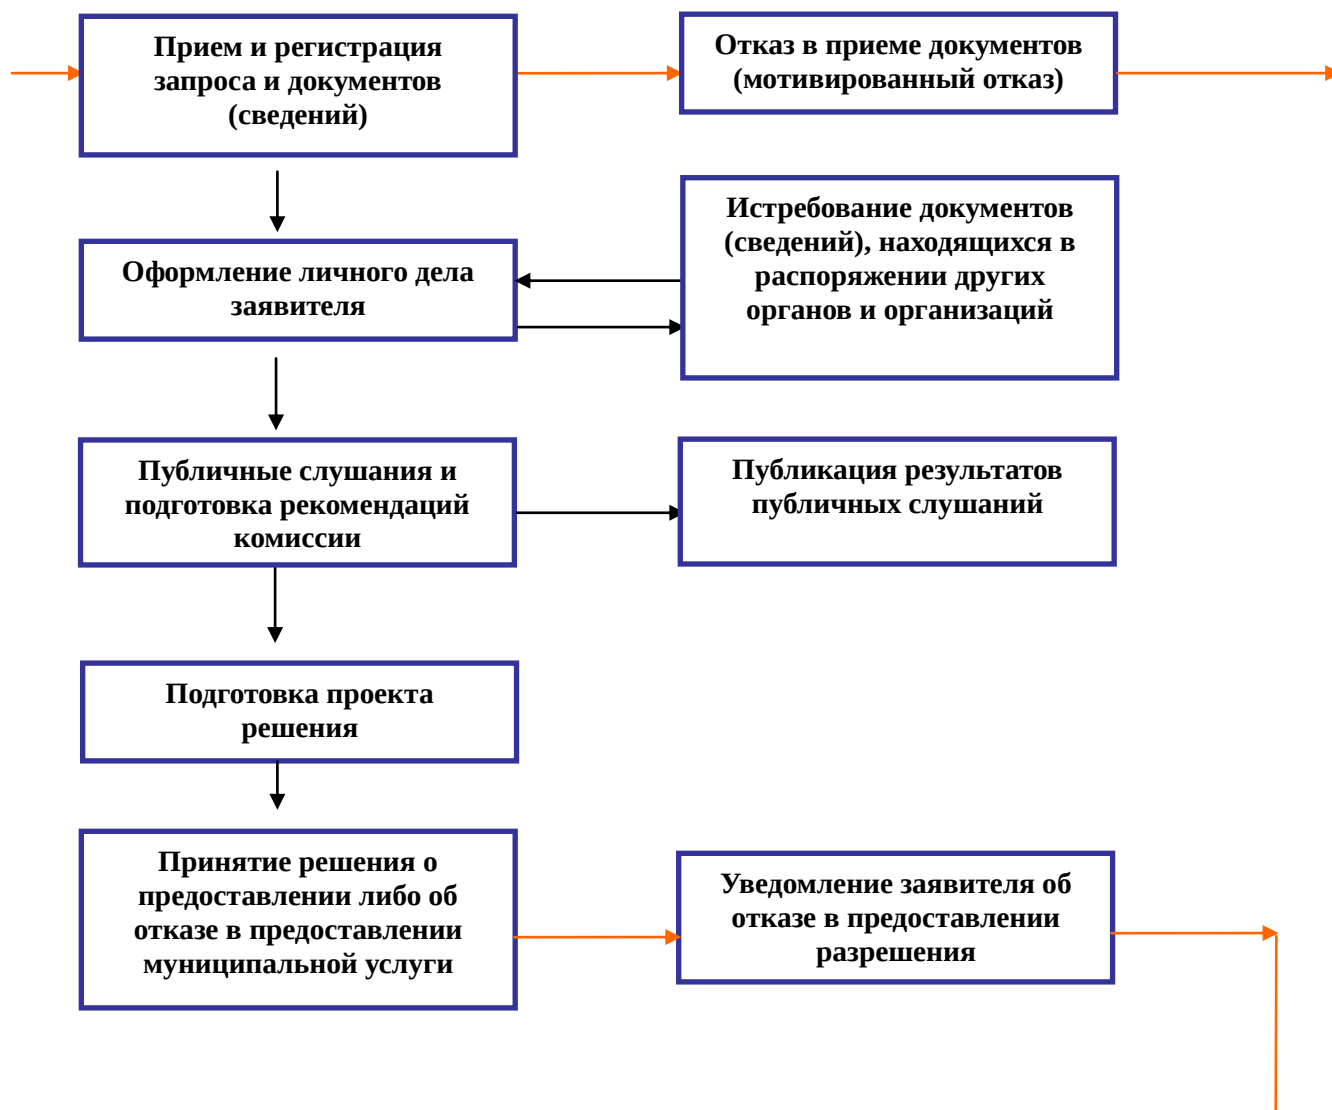 Прием и регистрация
запроса и документов
(сведений)
Отказ в приеме документов
(мотивированный отказ)
Оформление личного дела
заявителя
Истребование документов
(сведений), находящихся в
распоряжении других
органов и организаций
Публичные слушания и
подготовка рекомендаций
комиссии
Публикация результатов
публичных слушаний
Подготовка проекта
решения
Принятие решения о
предоставлении либо об
отказе в предоставлении
муниципальной услуги
Уведомление заявителя об
отказе в предоставлении
разрешения